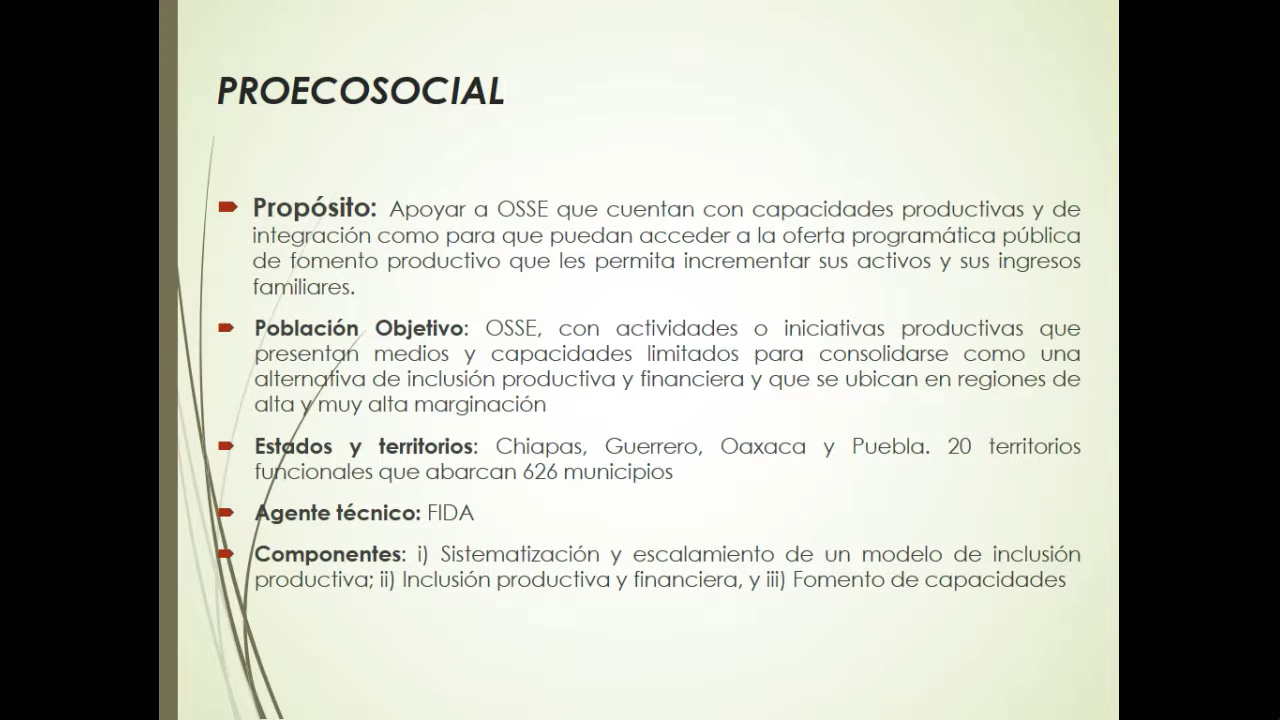 PROECOSOCIAL
Propósito: Apoyar a OSSE que cuentan con capacidades productivas y de
integración como para que puedan acceder a la oferta programática pública
de fomento productivo que les permita incrementar sus activos y sus ingresos
familiares.
Población Objetivo: OSSE, con actividades o iniciativas productivas que
presentan medios y capacidades limitados para consolidarse como una
alternativa de inclusión productiva y financiera y que se ubican en regiones de
alta y muy alta marginación
Estados y territorios: Chiapas, Guerrero, Oaxaca y Puebla. 20 territorios
funcionales que abarcan 626 municipios
Agente técnico: FIDA
Componentes: i) Sistematización y escalamiento de un modelo de inclusión
productiva; ii) Inclusión productiva y financiera, y iii) Fomento de capacidades